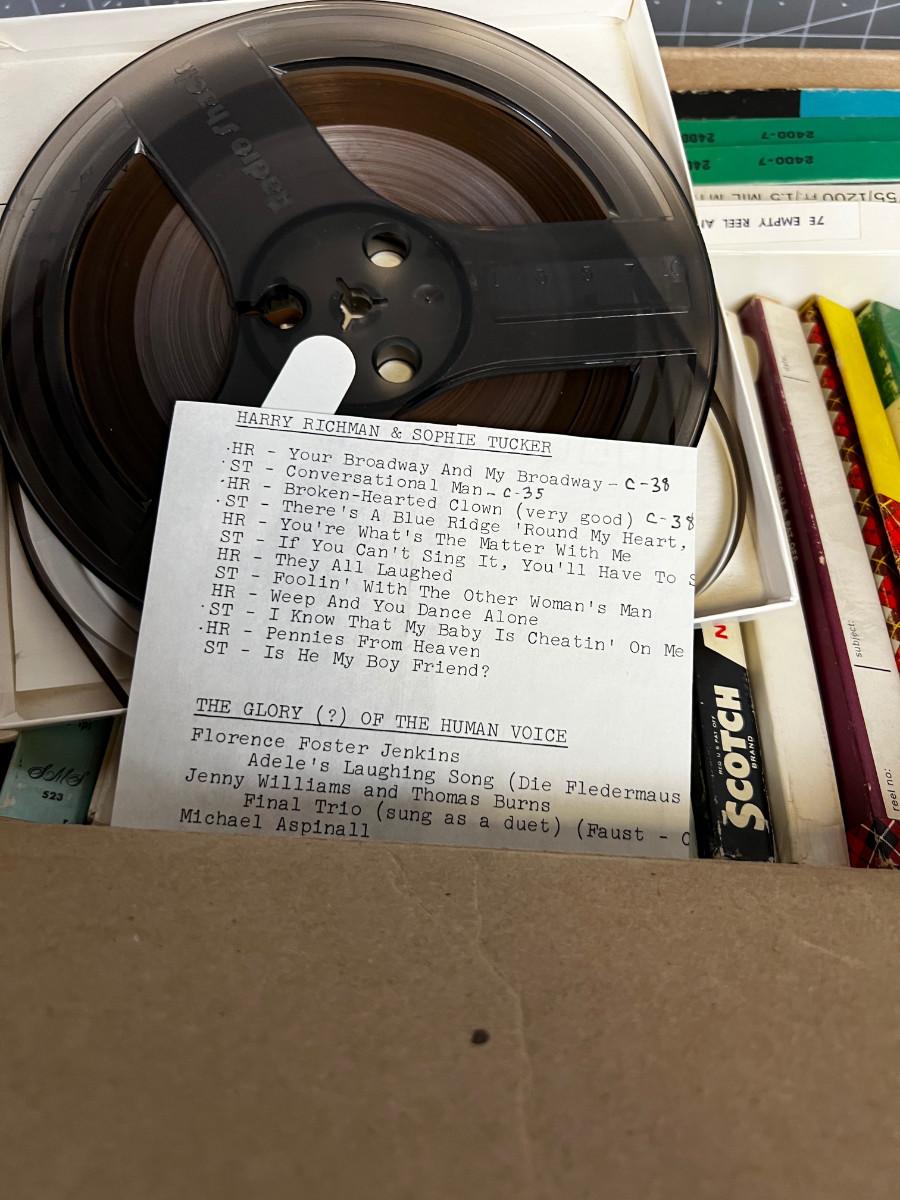 Radio Shack
2400-7
2400-7
7E EMPTY REEL
HARRY RICHMAN & SOPHIE TUCKER
·HR - Your Broadway And My Broadway - C-38
·ST - Conversational Man - C-35
·HR - Broken-Hearted Clown (very good) C-38
·ST - There's A Blue Ridge 'Round My Heart,
HR - You're What's The Matter With Me
ST - If You Can't Sing It, You'll Have To
HR - They All Laughed
ST - Foolin' With The Other Woman's Man
HR - Weep And You Dance Alone
·ST - I Know That My Baby Is Cheatin' On Me
·HR - Pennies From Heaven
ST - Is He My Boy Friend?
THE GLORY (?) OF THE HUMAN VOICE
Florence Foster Jenkins
Adele's Laughing Song (Die Fledermaus
Jenny Williams and Thomas Burns
Final Trio (sung as a duet) (Faust -
Michael Aspinall
SMS
523
SCOTCH
BRAND
date:
subject:
reel no: